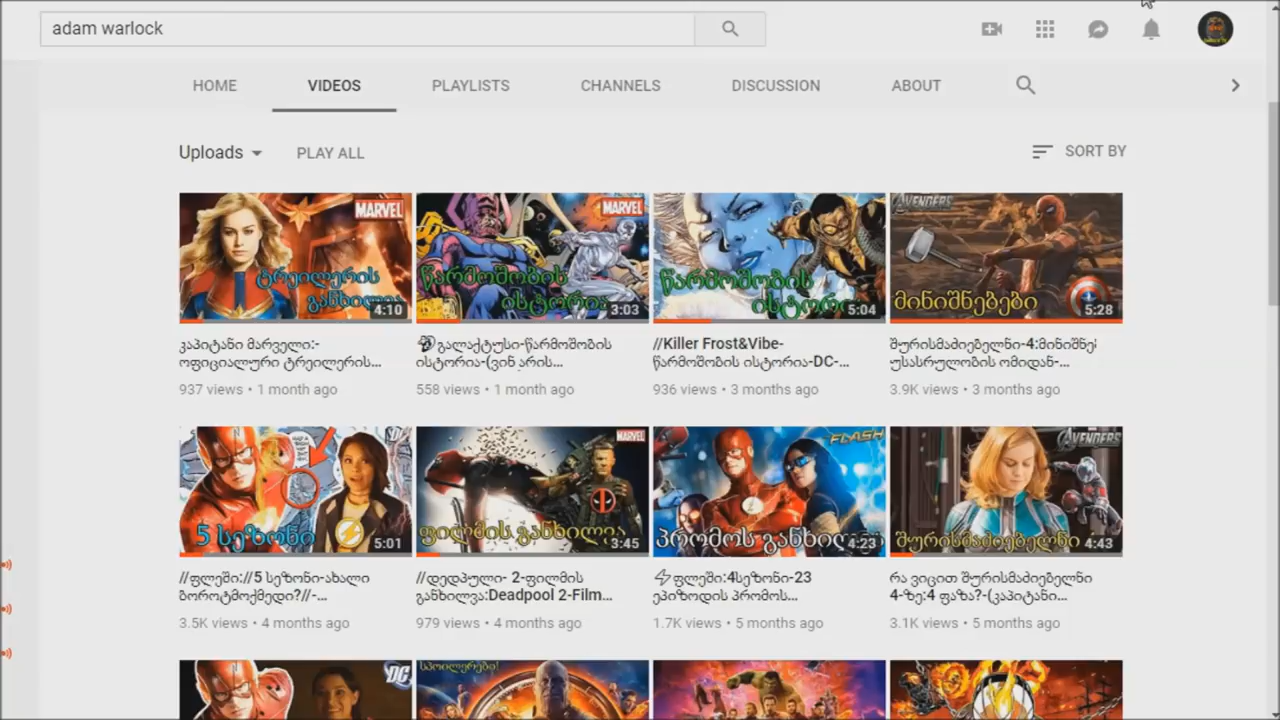 adam warlock
HOME VIDEOS PLAYLISTS CHANNELS DISCUSSION ABOUT
Uploads PLAY ALL SORT BY
MARVEL
ტრეილერის
განხილვა
4:10
MARVEL
წარმოშობის
ისტორია
3:03
წარმოშობის
5:04
AVENGERS
მინიშნებები
5:28
კაპიტანი მარველი:-
ოფიციალური ტრეილერის...
937 views • 1 month ago
გალაქტუსი-წარმოშობის
ისტორია-(ვინ არის...
558 views • 1 month ago
//Killer Frost&Vibe-
წარმოშობის ისტორია-DC-...
936 views • 3 months ago
შურისმაძიებელნი-4:მინიშნე
უსასრულობის ომიდან-...
3.9K views • 3 months ago
5 სეზონი
5:01
MARVEL
ფილმის განხილვა
3:45
FLASH
პრომოს
4:23
AVENGERS
შურისმაძიებელნი
4:43
//ფლეში://5 სეზონი-ახალი
ბოროტმოქმედი?//-...
3.5K views • 4 months ago
//დედპული- 2-ფილმის
განხილვა:Deadpool 2-Film...
979 views • 4 months ago
ფლეში:4სეზონი-23
ეპიზოდის პრომოს...
1.7K views • 5 months ago
რა ვიცით შურისმაძიებელნი
4-ზე:4 ფაზა?-(კაპიტანი...
3.1K views • 5 months ago
DC
სპოილერები!